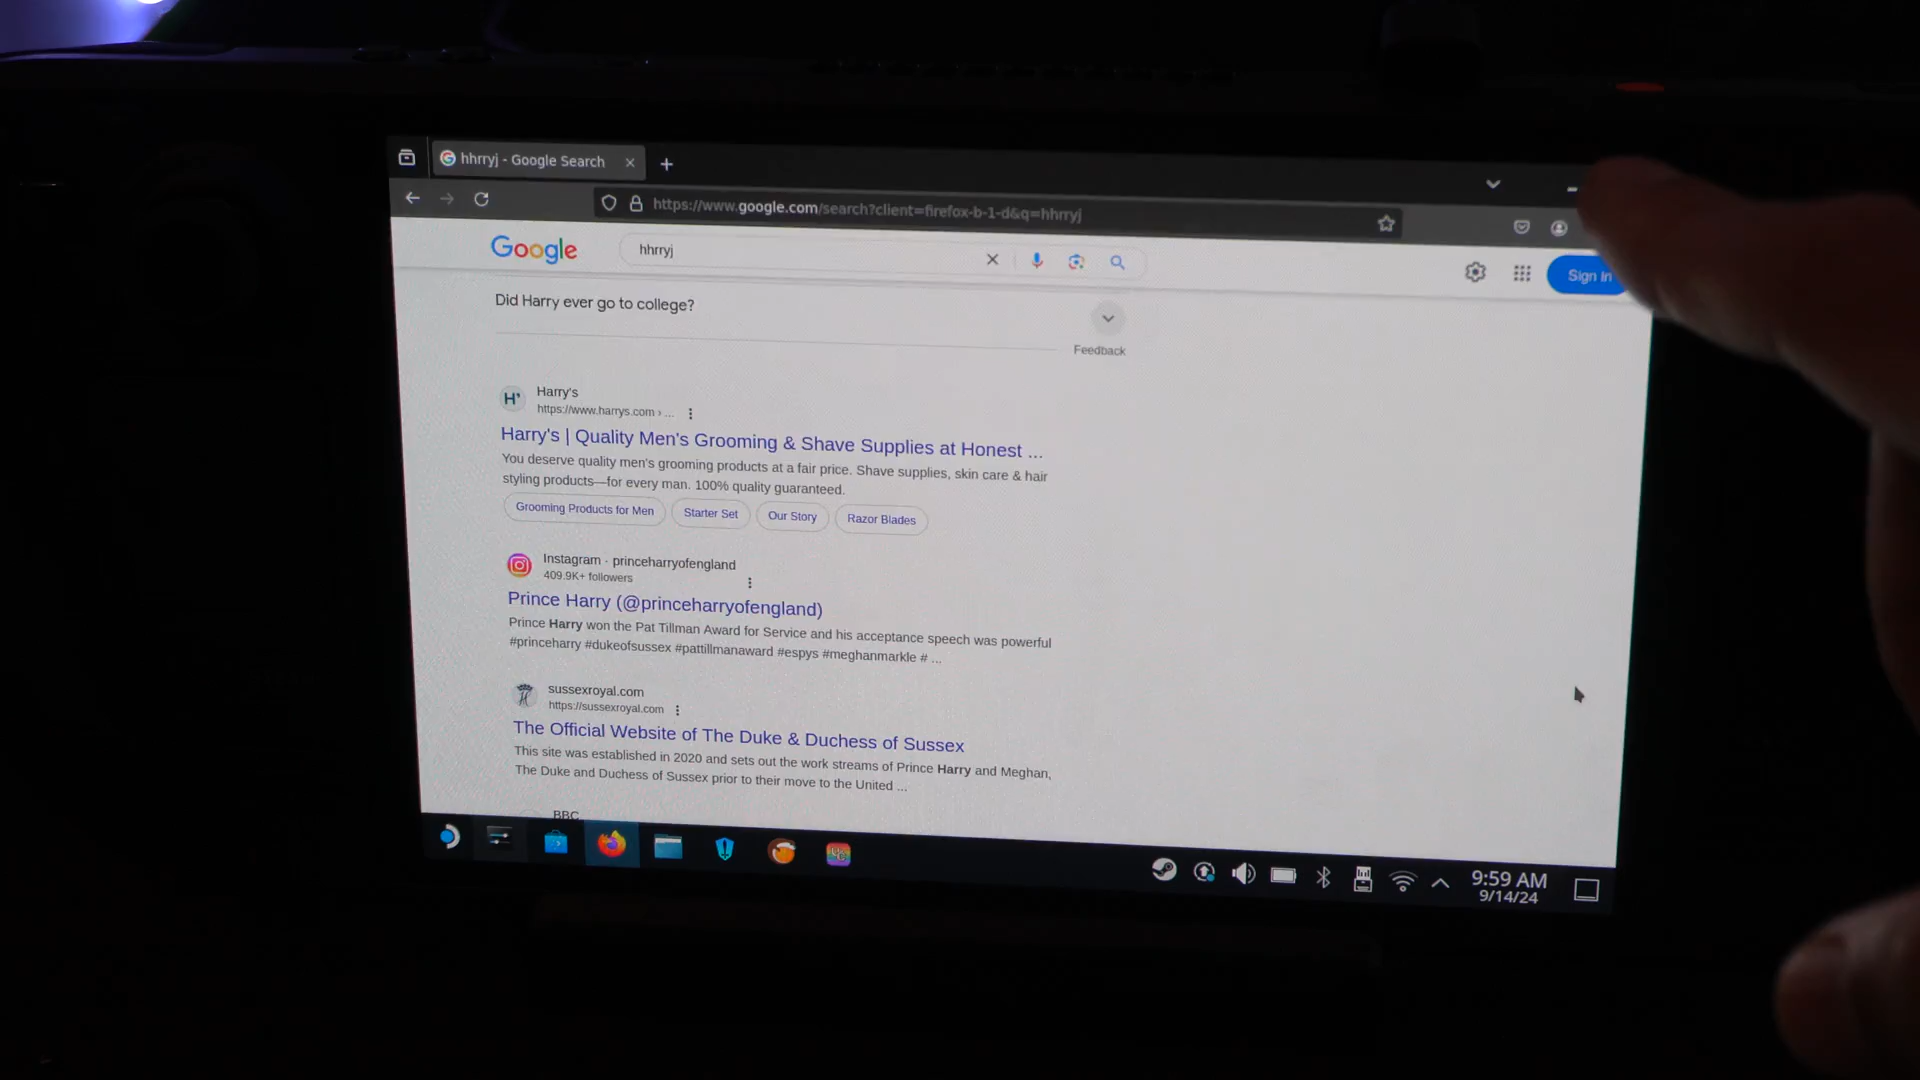 hhrryj - Google Search
https://www.google.com/search?client=firefox-b-1-d&q=hhrryj
Google
hhrryj
Sign in
Did Harry ever go to college?
Feedback
H'
Harry's
https://www.harrys.com › ...
Harry's | Quality Men's Grooming & Shave Supplies at Honest ...
You deserve quality men's grooming products at a fair price. Shave supplies, skin care & hair
styling products—for every man. 100% quality guaranteed.
Grooming Products for Men
Starter Set
Our Story
Razor Blades
Instagram · princeharryofengland
409.9K+ followers
Prince Harry (@princeharryofengland)
Prince Harry won the Pat Tillman Award for Service and his acceptance speech was powerful
#princeharry #dukeofsussex #pattillmanaward #espys #meghanmarkle # ...
sussexroyal.com
https://sussexroyal.com
The Official Website of The Duke & Duchess of Sussex
This site was established in 2020 and sets out the work streams of Prince Harry and Meghan,
The Duke and Duchess of Sussex prior to their move to the United ...
BBC
9:59 AM
9/14/24